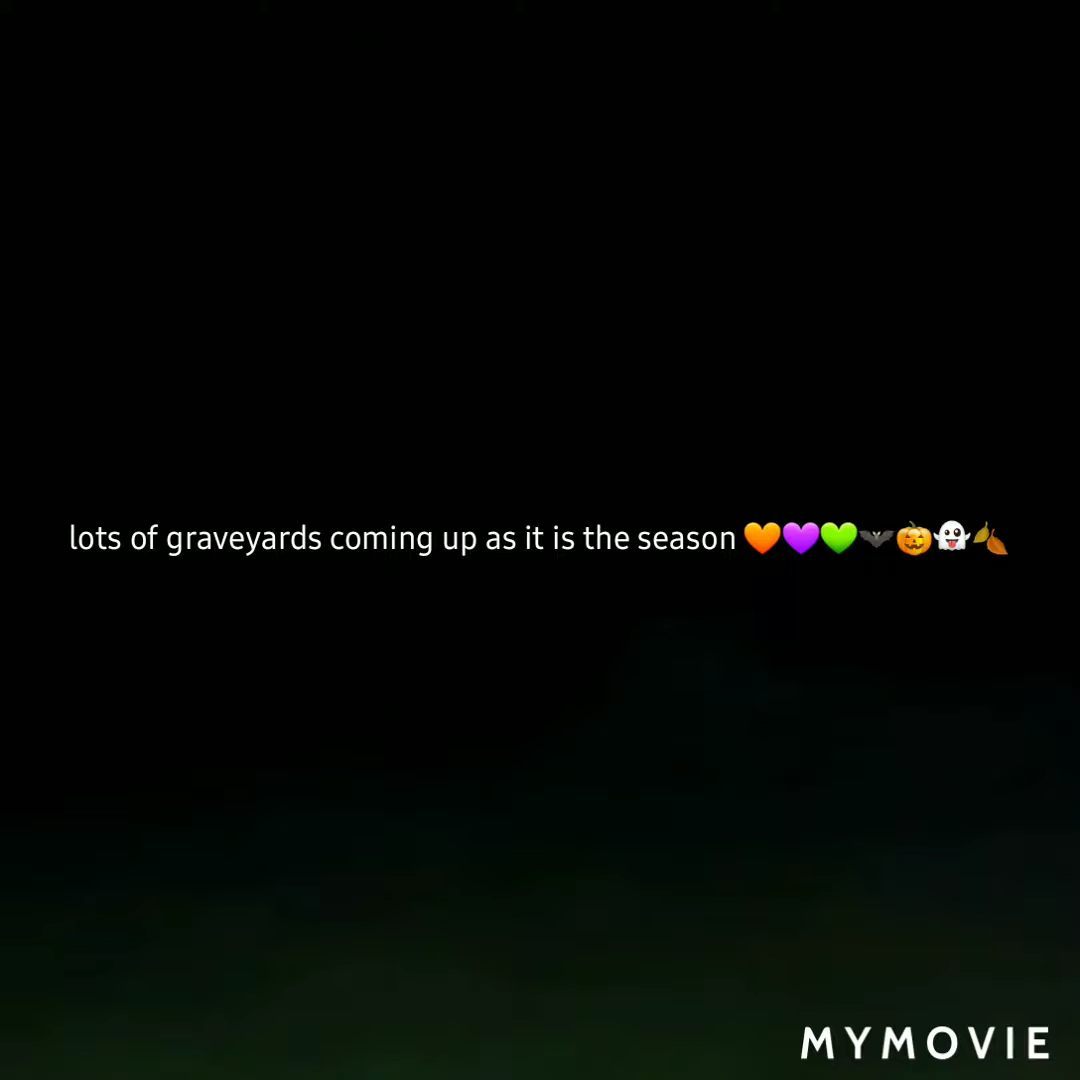 lots of graveyards coming up as it is the season 🧡💜💚🦇🎃👻🍂
MYMOVIE